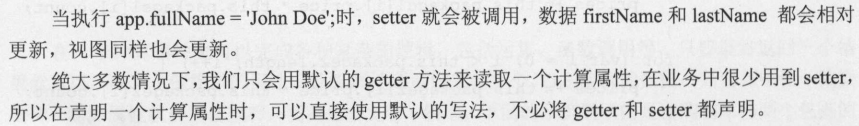 当执行 app.fullName = 'John Doe';时，setter 就会被调用，数据 firstName 和 lastName 都会相对
更新，视图同样也会更新。
绝大多数情况下，我们只会用默认的 getter 方法来读取一个计算属性，在业务中很少用到 setter，
所以在声明一个计算属性时，可以直接使用默认的写法，不必将 getter 和 setter 都声明。